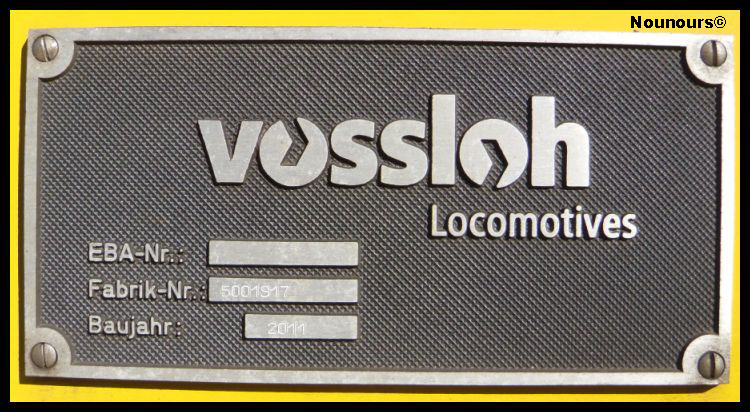 Nounours©
vossloh
Locomotives
EBA-Nr.:
Fabrik-Nr.: 5001917
Baujahr: 2011